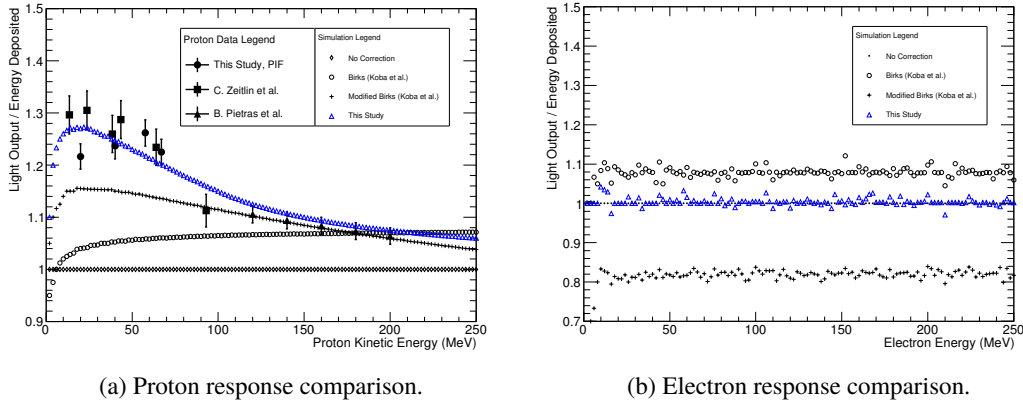 Light Output / Energy Deposited
1.5
1.4
1.3
1.2
1.1
1
0.9
0
50
100
150
200
250
Proton Kinetic Energy (MeV)
Proton Data Legend
This Study, PIF
C. Zeitlin et al.
B. Pietras et al.
Simulation Legend
No Correction
Birks (Koba et al.)
Modified Birks (Koba et al.)
This Study
(a) Proton response comparison.
Light Output / Energy Deposited
1.5
1.4
1.3
1.2
1.1
1
0.9
0.8
0.7
0
50
100
150
200
250
Electron Energy (MeV)
Simulation Legend
No Correction
Birks (Koba et al.)
Modified Birks (Koba et al.)
This Study
(b) Electron response comparison.